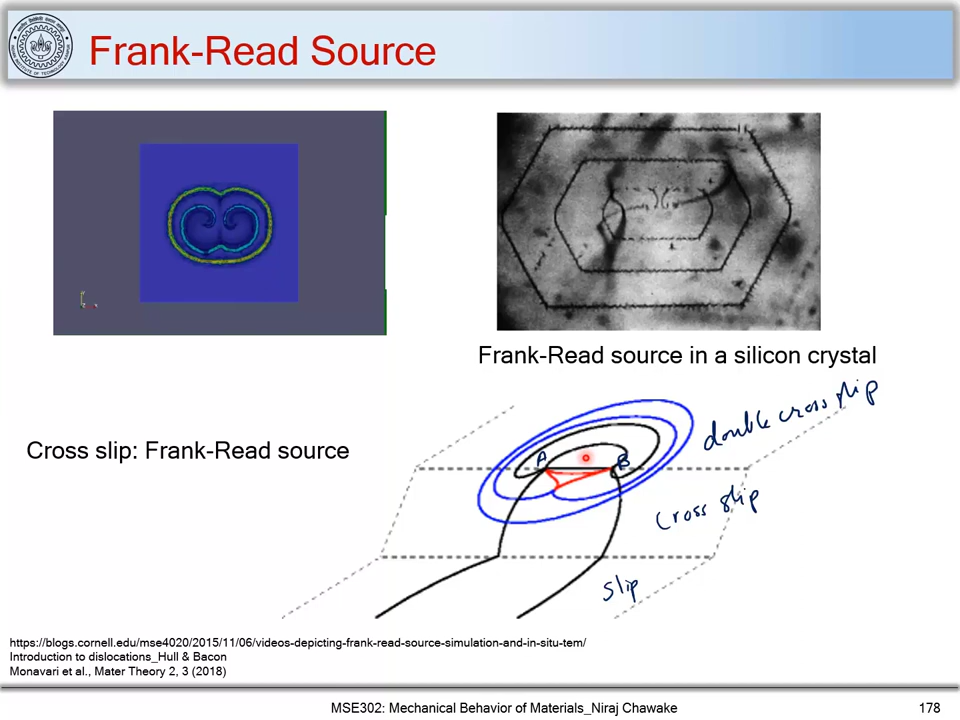 Frank-Read Source
Frank-Read source in a silicon crystal
Cross slip: Frank-Read source
A
B
double cross slip
cross slip
slip
https://blogs.cornell.edu/mse4020/2015/11/06/videos-depicting-frank-read-source-simulation-and-in-situ-tem/
Introduction to dislocations_Hull & Bacon
Monavari et al., Mater Theory 2, 3 (2018)
MSE302: Mechanical Behavior of Materials_Niraj Chawake
178